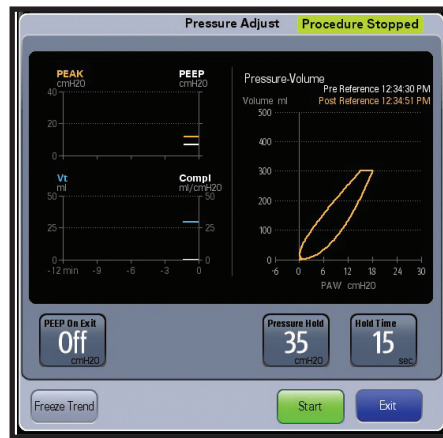 Pressure Adjust Procedure Stopped
PEAK PEEP
cmH2O cmH2O
40
20
0
Vt Compl
ml ml/cmH2O
50 50
25 25
0 0
-12 min -9 -6 -3 0
Pressure-Volume
Pre Reference 12:34:30 PM
Volume ml Post Reference 12:34:51 PM
500
400
300
200
100
0
-6 0 6 12 18 24 30
PAW cmH2O
PEEP On Exit
Off
cmH2O
Pressure Hold
35
cmH2O
Hold Time
15
sec
Freeze Trend Start Exit